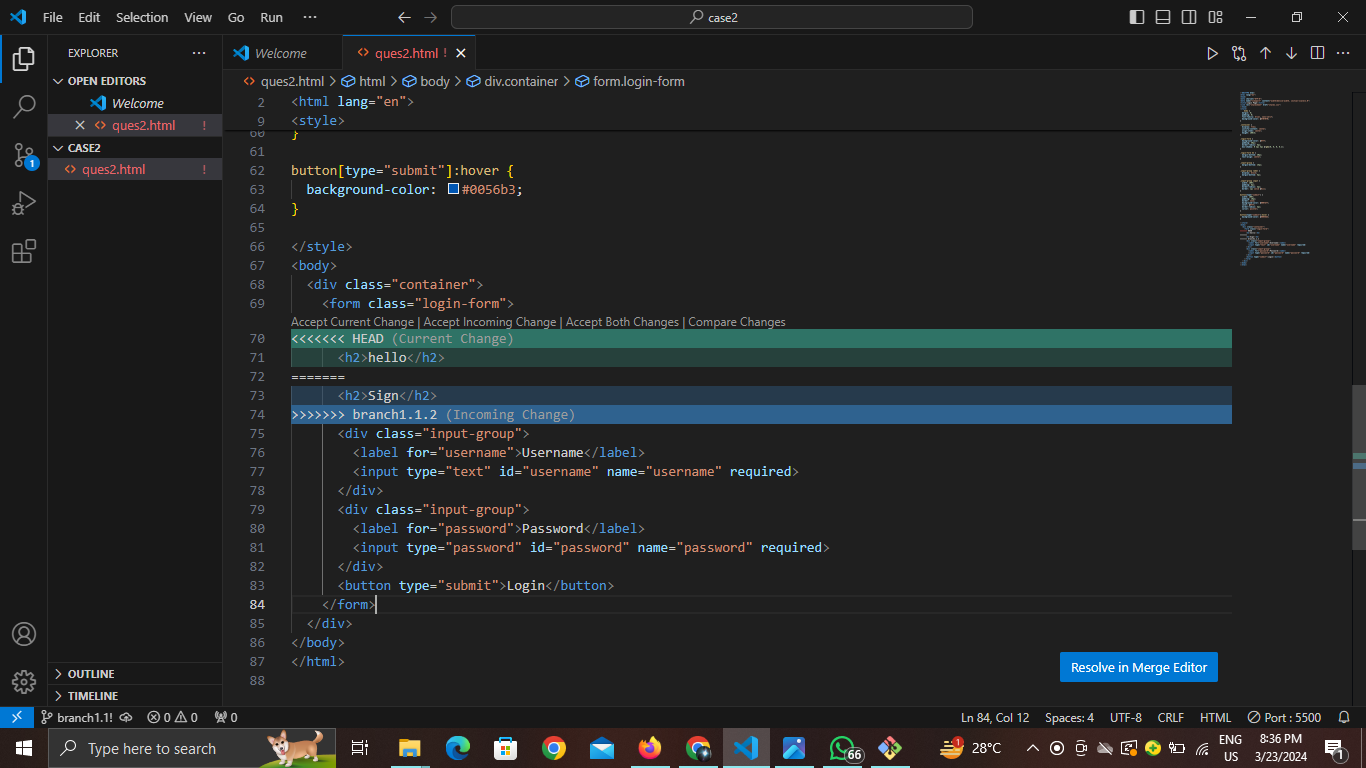 File Edit Selection View Go Run ··· case2
EXPLORER ···
OPEN EDITORS
Welcome
ques2.html !
CASE2
ques2.html !
1
OUTLINE
TIMELINE
Welcome ques2.html !
ques2.html > html > body > div.container > form.login-form
2 <html lang="en">
9 <style>
60 }
61
62 button[type="submit"]:hover {
63 background-color: #0056b3;
64 }
65
66 </style>
67 <body>
68 <div class="container">
69 <form class="login-form">
Accept Current Change | Accept Incoming Change | Accept Both Changes | Compare Changes
70 <<<<<<< HEAD (Current Change)
71 <h2>hello</h2>
72 =======
73 <h2>Sign</h2>
74 >>>>>>> branch1.1.2 (Incoming Change)
75 <div class="input-group">
76 <label for="username">Username</label>
77 <input type="text" id="username" name="username" required>
78 </div>
79 <div class="input-group">
80 <label for="password">Password</label>
81 <input type="password" id="password" name="password" required>
82 </div>
83 <button type="submit">Login</button>
84 </form>
85 </div>
86 </body>
87 </html>
88
Resolve in Merge Editor
branch1.1! 0 0 0 Ln 84, Col 12 Spaces: 4 UTF-8 CRLF HTML Port : 5500
Type here to search 66 1 28°C ENG US 8:36 PM 3/23/2024 1